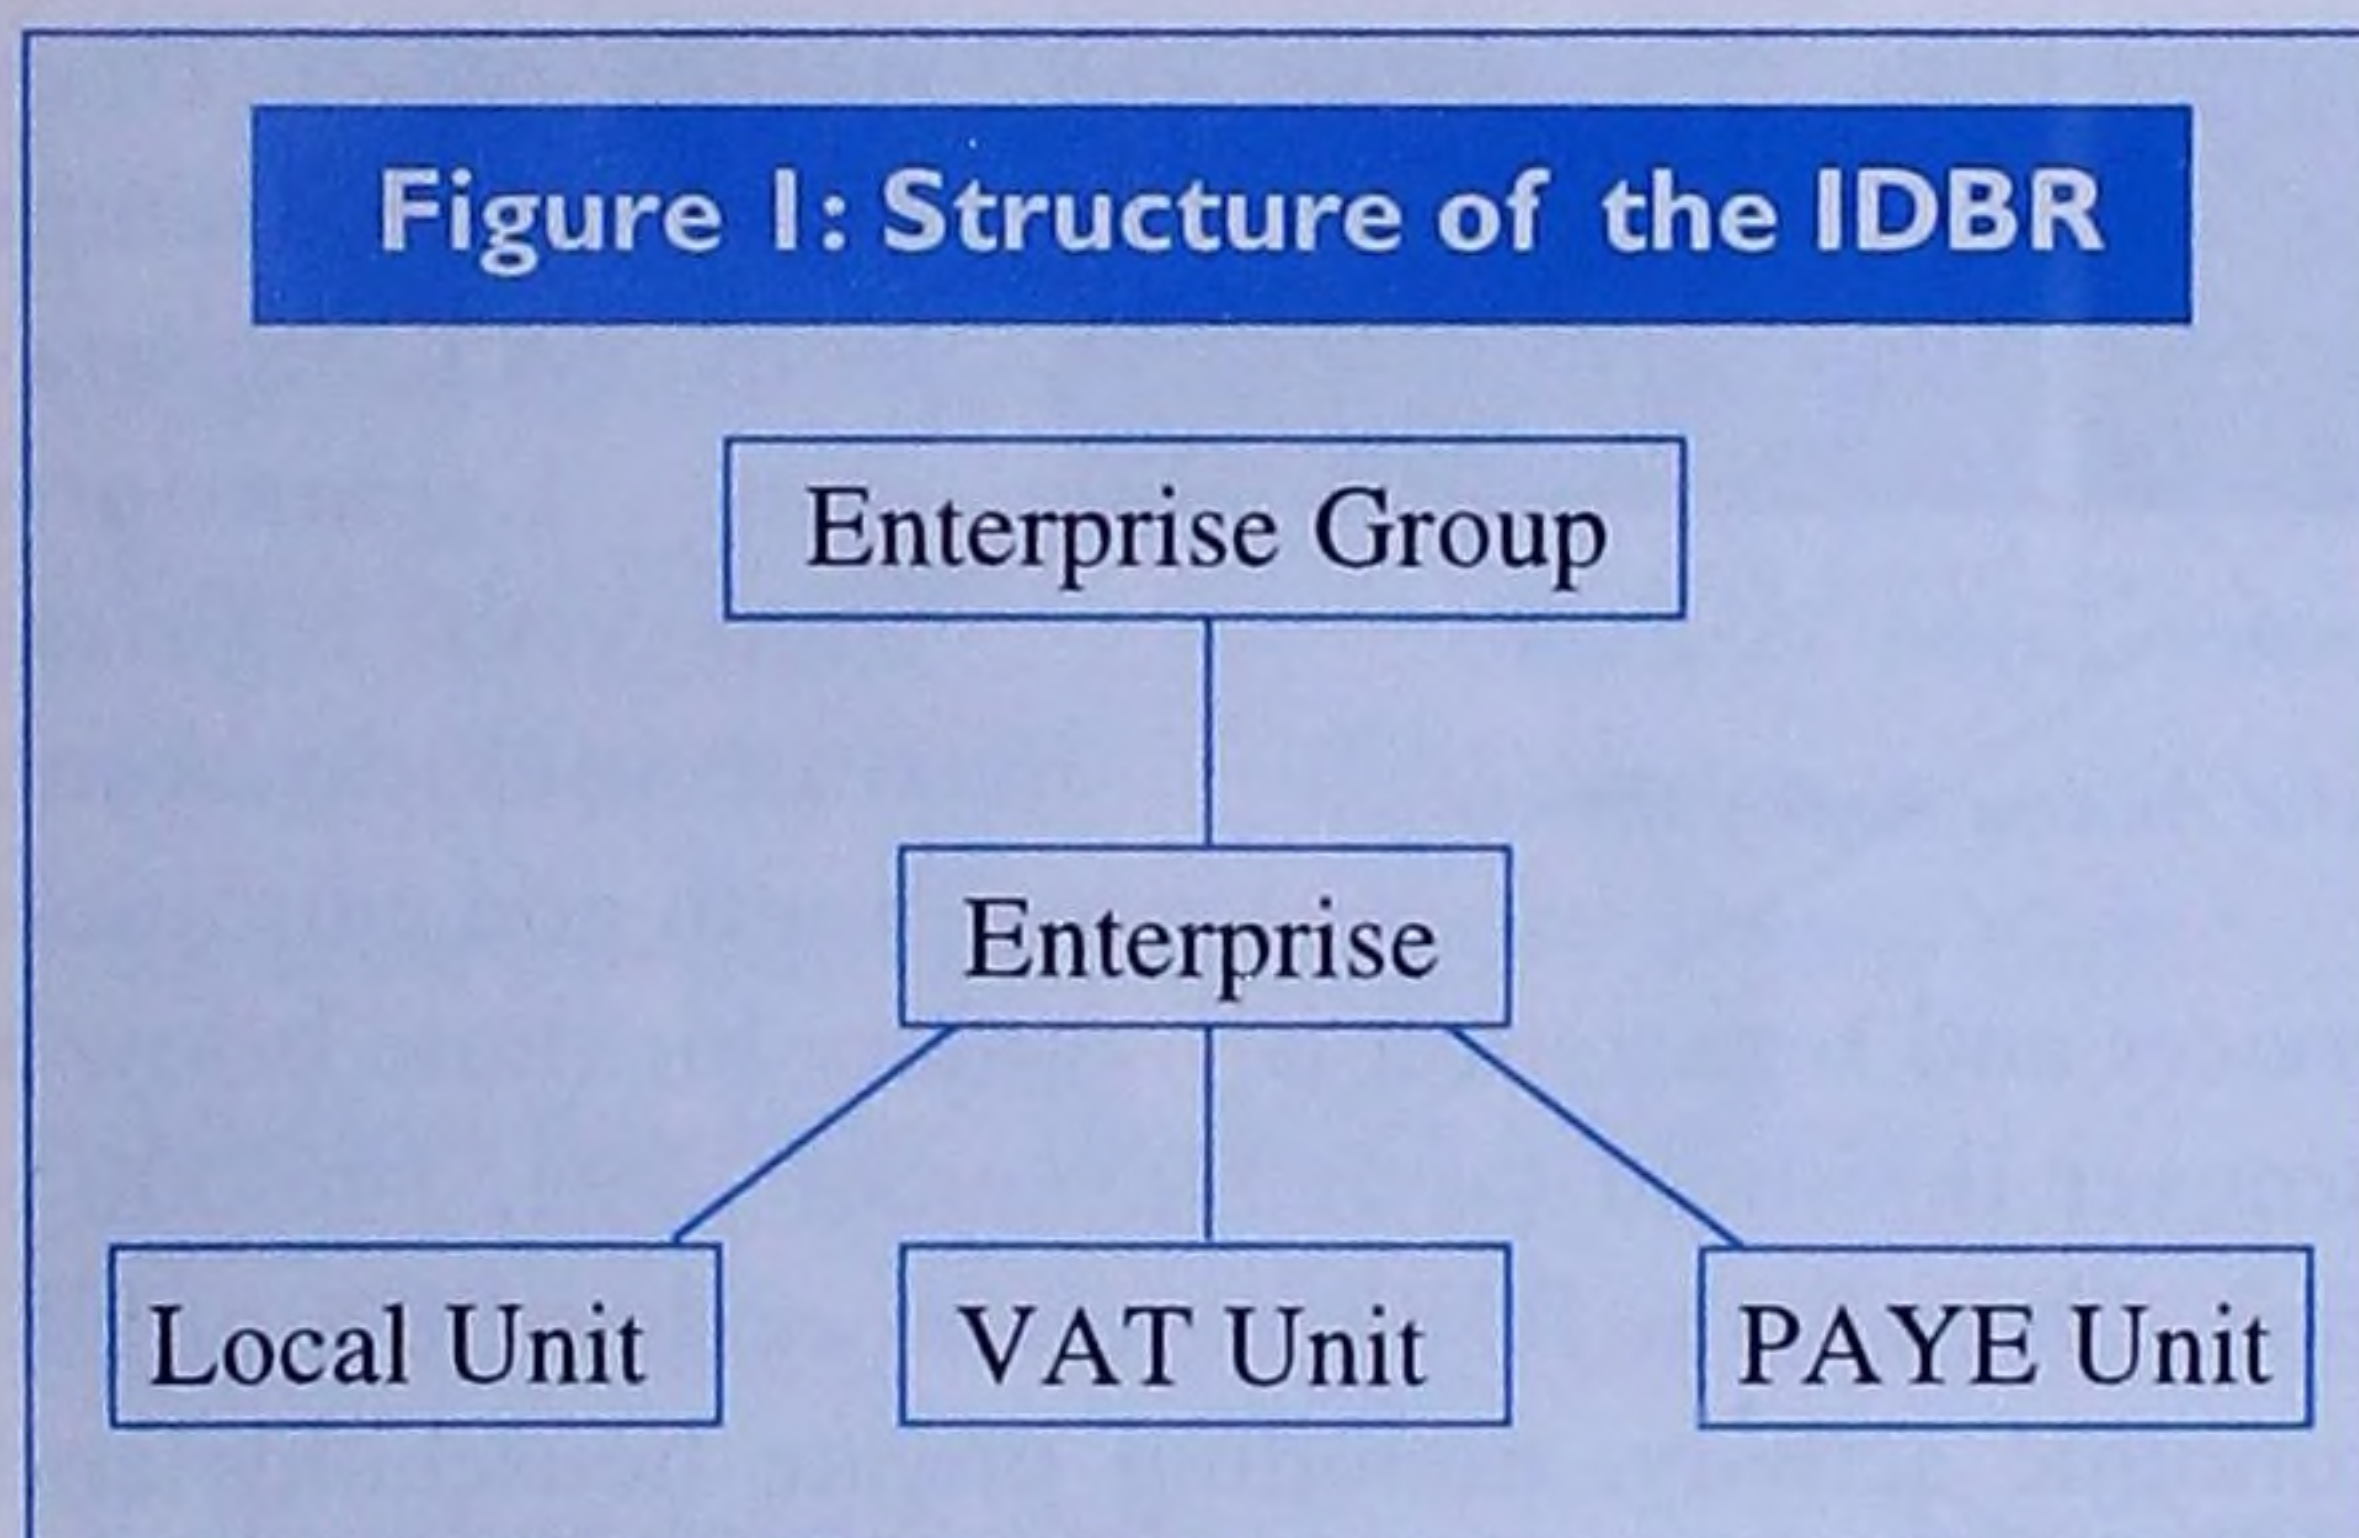 Figure 1: Structure of the IDBR
Enterprise Group
Enterprise
Local Unit
VAT Unit
PAYE Unit